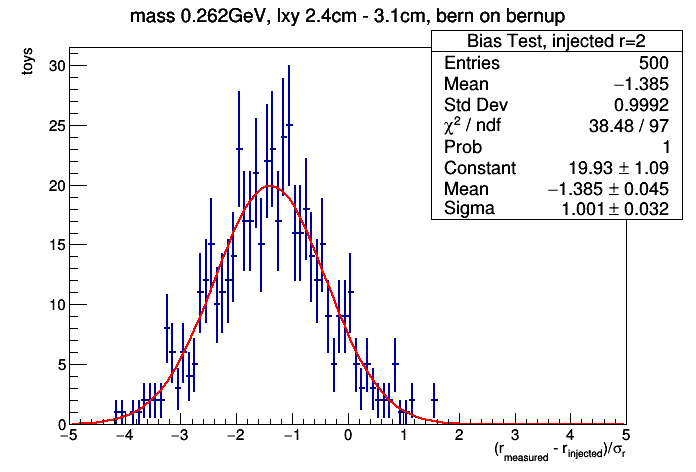 mass 0.262GeV, lxy 2.4cm - 3.1cm, bern on bernup
Bias Test, injected r=2
Entries 500
Mean −1.385
Std Dev 0.9992
χ² / ndf 38.48 / 97
Prob 1
Constant 19.93 ± 1.09
Mean −1.385 ± 0.045
Sigma 1.001 ± 0.032
toys
30
25
20
15
10
5
0
−5 −4 −3 −2 −1 0 1 2 3 4 5
(r_measured - r_injected)/σ_r